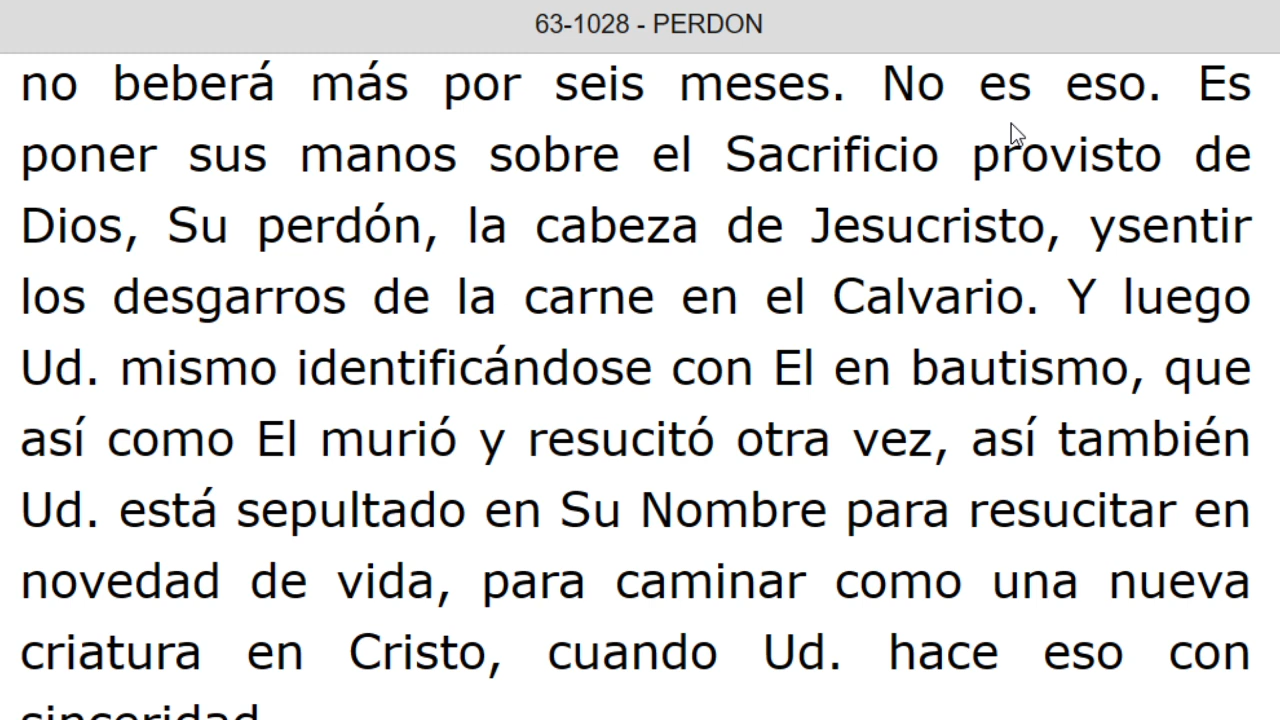 63-1028 - PERDON
no beberá más por seis meses. No es eso. Es
poner sus manos sobre el Sacrificio provisto de
Dios, Su perdón, la cabeza de Jesucristo, ysentir
los desgarros de la carne en el Calvario. Y luego
Ud. mismo identificándose con El en bautismo, que
así como El murió y resucitó otra vez, así también
Ud. está sepultado en Su Nombre para resucitar en
novedad de vida, para caminar como una nueva
criatura en Cristo, cuando Ud. hace eso con
sinceridad.